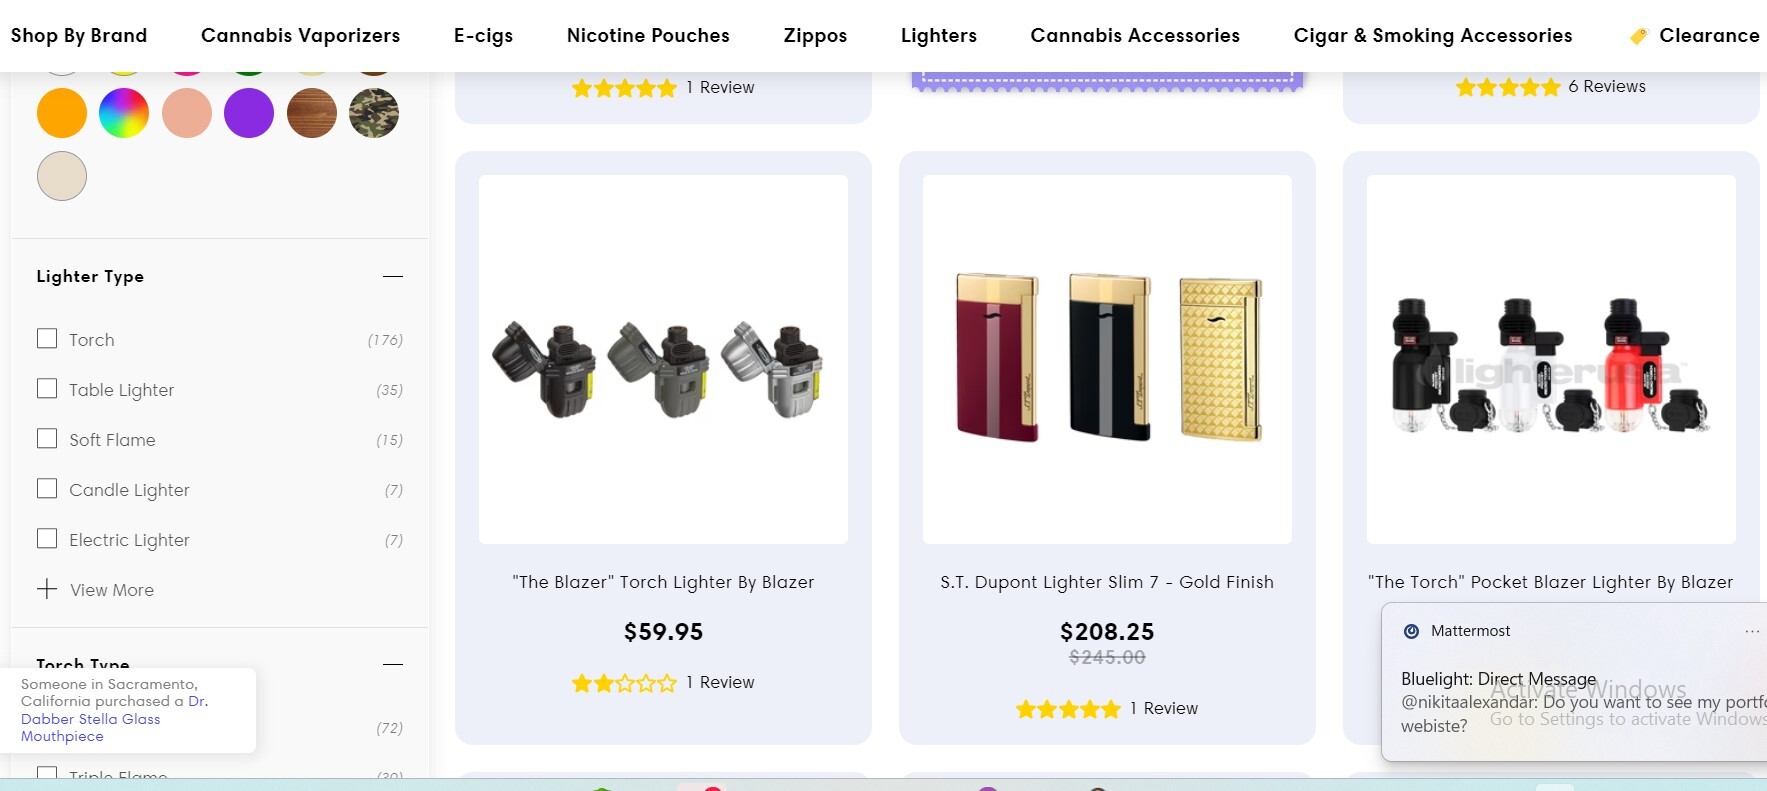 Shop By Brand
Cannabis Vaporizers
E-cigs
Nicotine Pouches
Zippos
Lighters
Cannabis Accessories
Cigar & Smoking Accessories
Clearance
1 Review
6 Reviews
Lighter Type
Torch (176)
Table Lighter (35)
Soft Flame (15)
Candle Lighter (7)
Electric Lighter (7)
View More
Torch Type
(72)
Triple Flame (39)
Someone in Sacramento,
California purchased a Dr.
Dabber Stella Glass
Mouthpiece
"The Blazer" Torch Lighter By Blazer
$59.95
1 Review
S.T. Dupont Lighter Slim 7 - Gold Finish
$208.25
$245.00
1 Review
lighterusa™
"The Torch" Pocket Blazer Lighter By Blazer
Mattermost
...
Bluelight: Direct Message
@nikitaalexandar: Do you want to see my portfo
webiste?
Activate Windows
Go to Settings to activate Windows